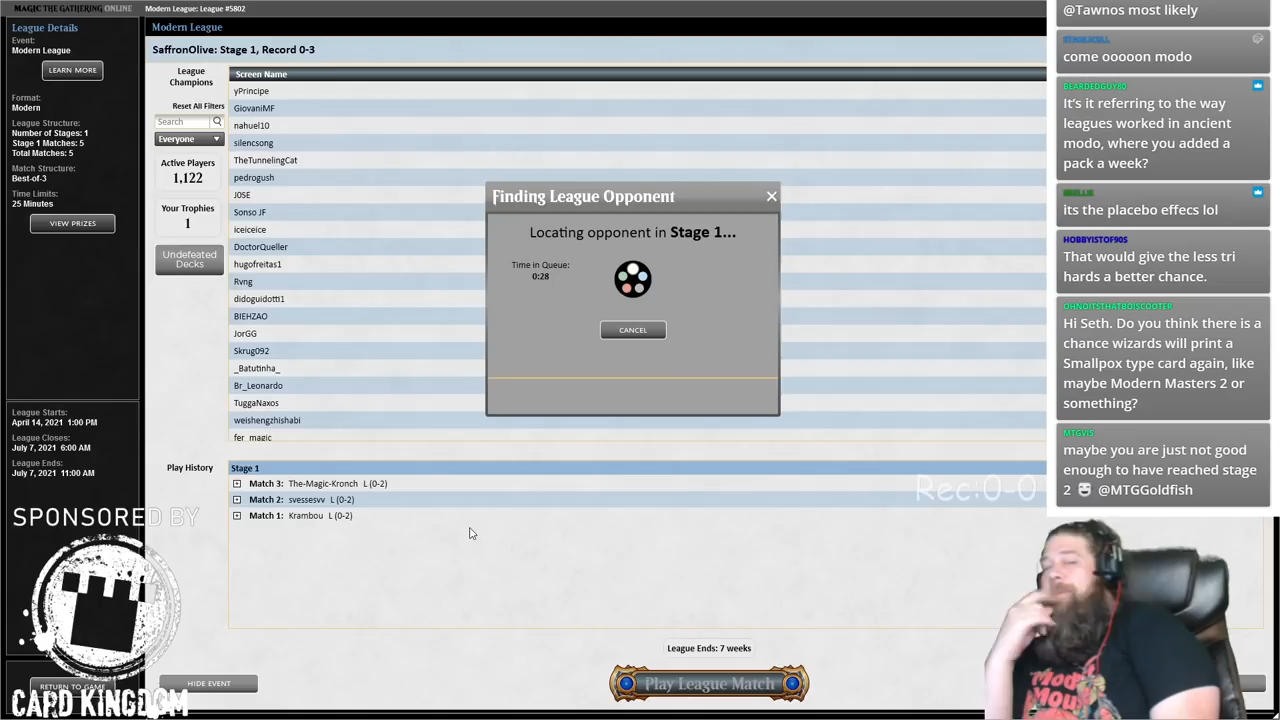 MAGIC THE GATHERING ONLINE
Modern League: League #5802
League Details
Event:
Modern League
LEARN MORE
Format:
Modern
League Structure:
Number of Stages: 1
Stage 1 Matches: 5
Total Matches: 5
Match Structure:
Best-of-3
Time Limits:
25 Minutes
VIEW PRIZES
League Starts:
April 14, 2021 1:00 PM
League Closes:
July 7, 2021 6:00 AM
League Ends:
July 7, 2021 11:00 AM
SPONSORED BY
RETURN TO GAME
CARD KINGDOM
Modern League
SaffronOlive: Stage 1, Record 0-3
League
Champions
Reset All Filters
Search
Everyone
Active Players
1,122
Your Trophies
1
Undefeated
Decks
Screen Name
yPrincipe
GiovaniMF
nahuel10
silencsong
TheTunnelingCat
pedrogush
J0SE
Sonso JF
iceiceice
DoctorQueller
hugofreitas1
Rvng
didoguidotti1
BIEHZAO
JorGG
Skrug092
_Batutinha_
Br_Leonardo
TuggaNaxos
weishengzhishabi
fer_magic
Finding League Opponent
Locating opponent in Stage 1...
Time in Queue:
0:28
CANCEL
Play History
Stage 1
Match 3: The-Magic-Kronch L (0-2)
Match 2: svessesvv L (0-2)
Match 1: Krambou L (0-2)
Rec:0-0
League Ends: 7 weeks
HIDE EVENT
Play League Match
@Tawnos most likely
come ooooon modo
BEARDEDGUY80
It's it referring to the way
leagues worked in ancient
modo, where you added a
pack a week?
its the placebo effecs lol
HOBBYISTOF90S
That would give the less tri
hards a better chance.
OHNOITSTHATBOISCOOTER
Hi Seth. Do you think there is a
chance wizards will print a
Smallpox type card again, like
maybe Modern Masters 2 or
something?
MTGVIS
maybe you are just not good
enough to have reached stage
2 @MTGGoldfish